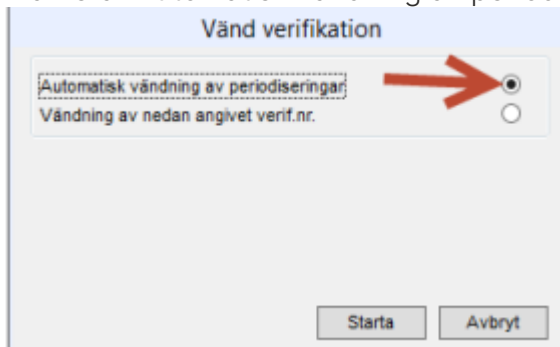 Vänd verifikation
Automatisk vändning av periodiseringar
Vändning av nedan angivet verif.nr.
Starta Avbryt